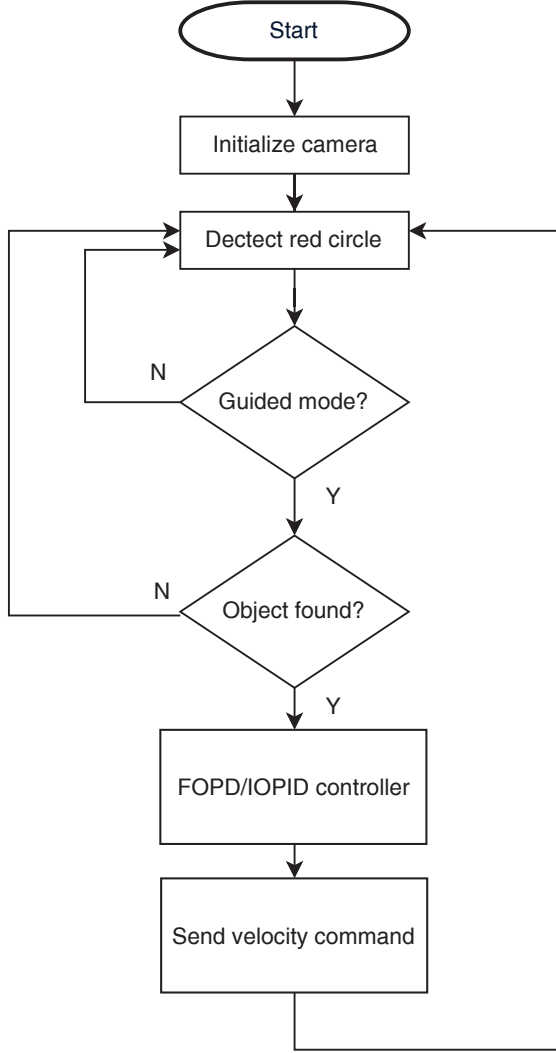 Start
Initialize camera
Dectect red circle
N
Guided mode?
Y
N
Object found?
Y
FOPD/IOPID controller
Send velocity command